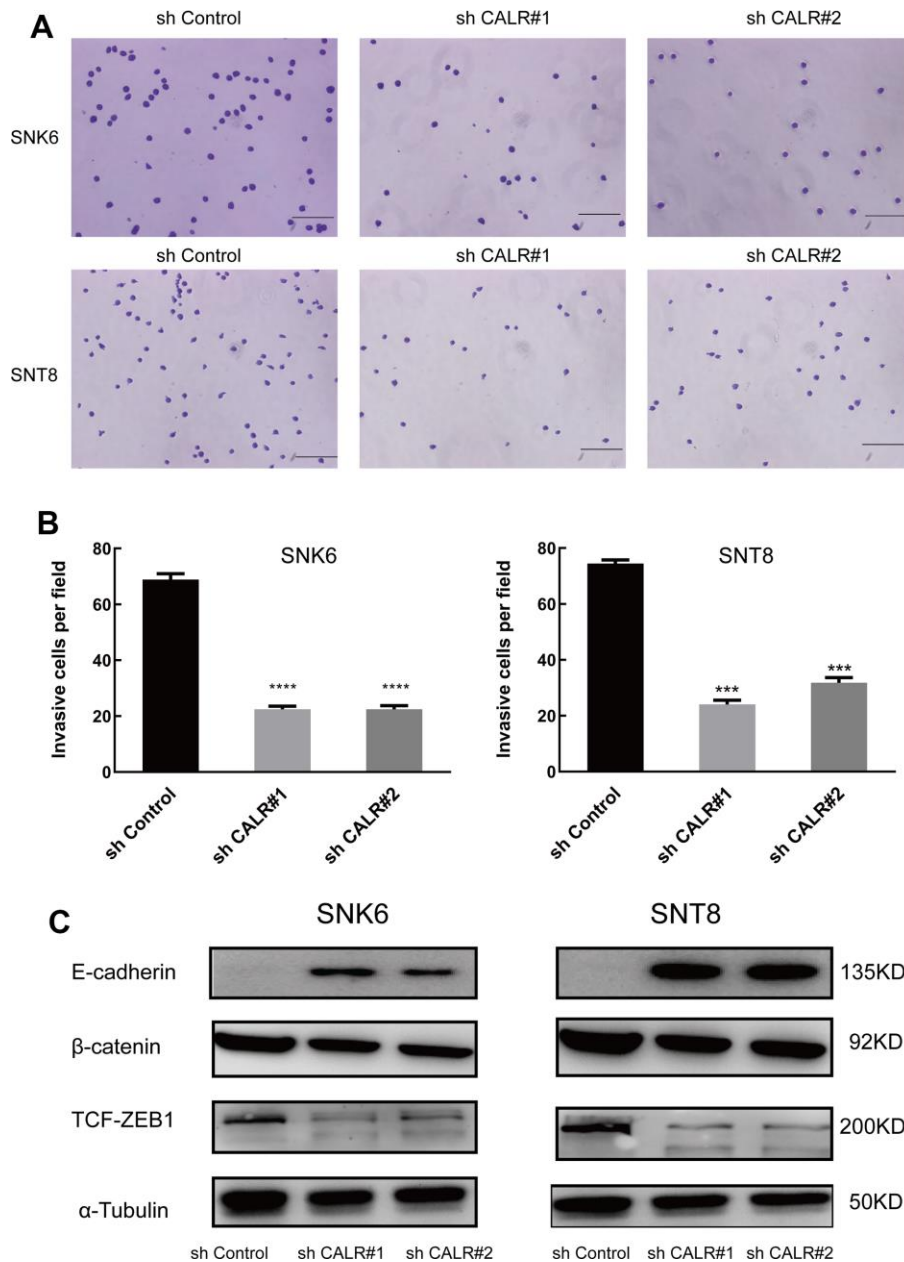 A
sh Control sh CALR#1 sh CALR#2
SNK6
sh Control sh CALR#1 sh CALR#2
SNT8
B
SNK6
Invasive cells per field
80
60
40
20
0
**** ****
sh Control sh CALR#1 sh CALR#2
SNT8
Invasive cells per field
80
60
40
20
0
*** ***
sh Control sh CALR#1 sh CALR#2
C
SNK6 SNT8
E-cadherin 135KD
β-catenin 92KD
TCF-ZEB1 200KD
α-Tubulin 50KD
sh Control sh CALR#1 sh CALR#2 sh Control sh CALR#1 sh CALR#2